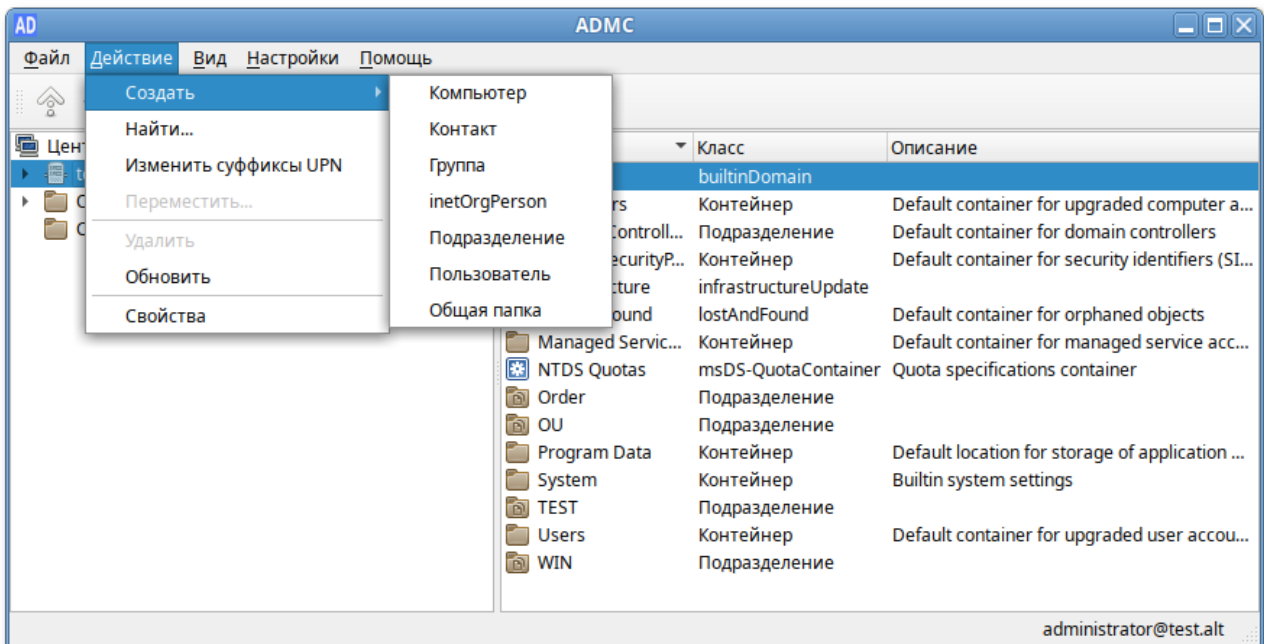 AD ADMC
Файл Действие Вид Настройки Помощь
Создать
Найти...
Изменить суффиксы UPN
Переместить...
Удалить
Обновить
Свойства
Компьютер
Контакт
Группа
inetOrgPerson
Подразделение
Пользователь
Общая папка
Класс Описание
builtinDomain
Контейнер Default container for upgraded computer a...
Подразделение Default container for domain controllers
Контейнер Default container for security identifiers (SI...
infrastructureUpdate
lostAndFound Default container for orphaned objects
Managed Servic... Контейнер Default container for managed service acc...
NTDS Quotas msDS-QuotaContainer Quota specifications container
Order Подразделение
OU Подразделение
Program Data Контейнер Default location for storage of application ...
System Контейнер Builtin system settings
TEST Подразделение
Users Контейнер Default container for upgraded user accou...
WIN Подразделение
administrator@test.alt